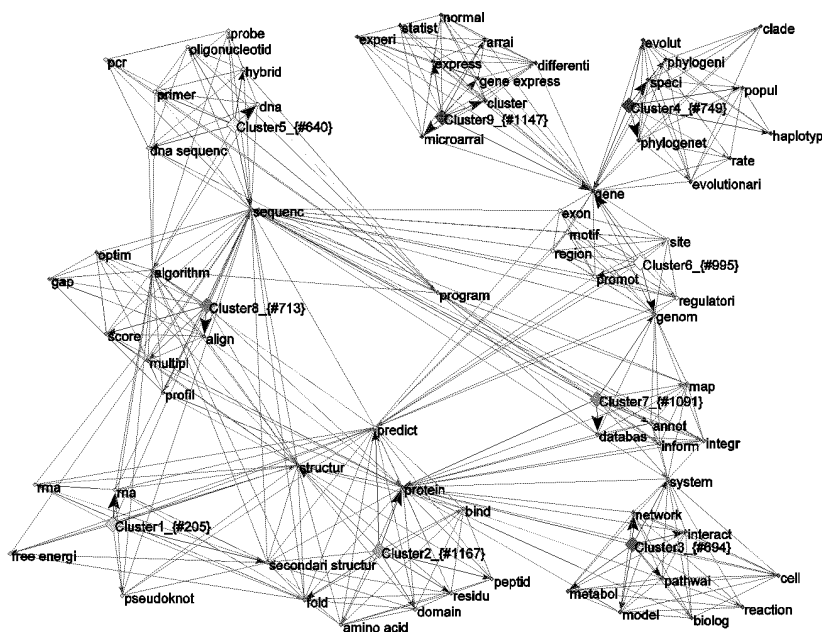 probe
oligonucleotid
pcr
hybrid
primer
dna
Cluster5_{#640}
dna sequenc
normal
statist
experi
arrai
express
differenti
gene express
cluster
Cluster9_{#1147}
microarrai
clade
evolut
phylogeni
speci
popul
Cluster4_{#749}
haplotyp
phylogenet
rate
evolutionari
gene
sequenc
exon
motif
site
region
Cluster6_{#995}
promot
regulatori
genom
optim
algorithm
gap
program
Cluster8_{#713}
score
align
multipl
profil
map
Cluster7_{#1091}
annot
databas
inform
integr
predict
structur
system
rrna
rna
protein
Cluster1_{#205}
free energi
secondari structur
pseudoknot
bind
Cluster2_{#1167}
peptid
residu
fold
domain
amino acid
network
interact
Cluster3_{#694}
pathwai
cell
metabol
model
reaction
biolog